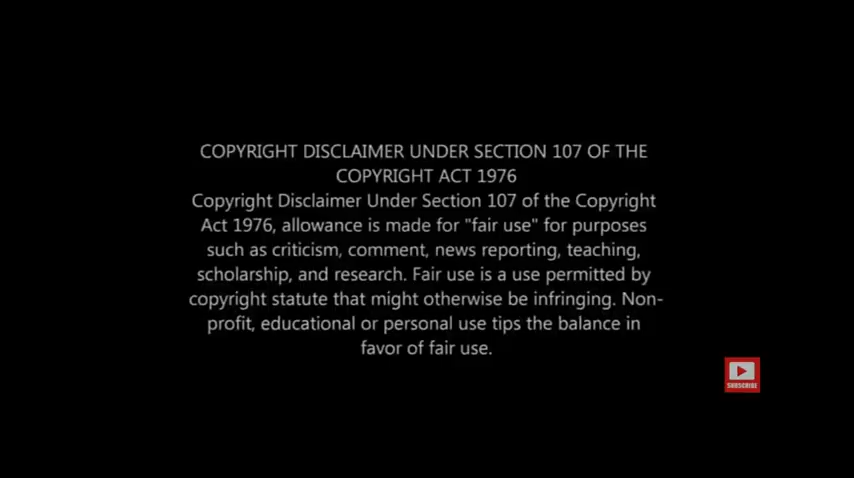 COPYRIGHT DISCLAIMER UNDER SECTION 107 OF THE
COPYRIGHT ACT 1976
Copyright Disclaimer Under Section 107 of the Copyright
Act 1976, allowance is made for "fair use" for purposes
such as criticism, comment, news reporting, teaching,
scholarship, and research. Fair use is a use permitted by
copyright statute that might otherwise be infringing. Non-
profit, educational or personal use tips the balance in
favor of fair use.
SUBSCRIBE